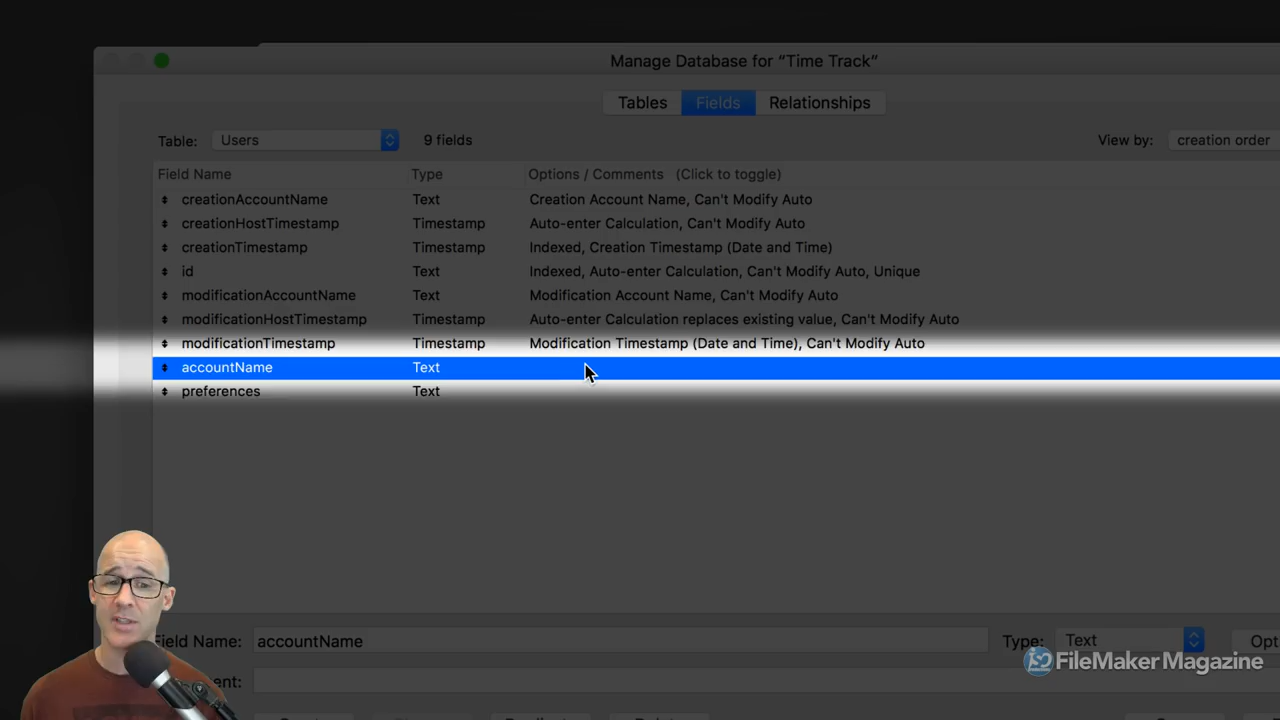 Manage Database for “Time Track”
Tables Fields Relationships
Table: Users 9 fields View by: creation order
Field Name Type Options / Comments (Click to toggle)
creationAccountName Text Creation Account Name, Can't Modify Auto
creationHostTimestamp Timestamp Auto-enter Calculation, Can't Modify Auto
creationTimestamp Timestamp Indexed, Creation Timestamp (Date and Time)
id Text Indexed, Auto-enter Calculation, Can't Modify Auto, Unique
modificationAccountName Text Modification Account Name, Can't Modify Auto
modificationHostTimestamp Timestamp Auto-enter Calculation replaces existing value, Can't Modify Auto
modificationTimestamp Timestamp Modification Timestamp (Date and Time), Can't Modify Auto
accountName Text
preferences Text
Field Name: accountName Type: Text Opt
FileMaker Magazine
ent: